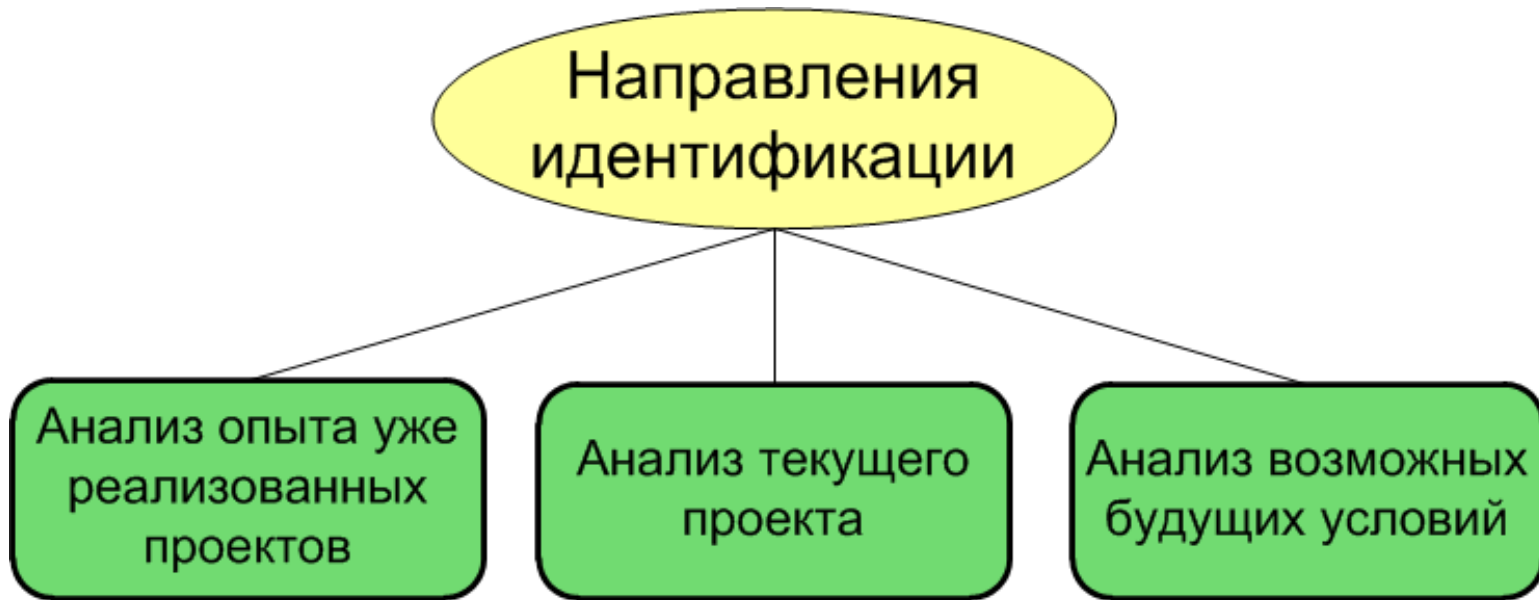 Направления
идентификации
Анализ опыта уже
реализованных
проектов
Анализ текущего
проекта
Анализ возможных
будущих условий